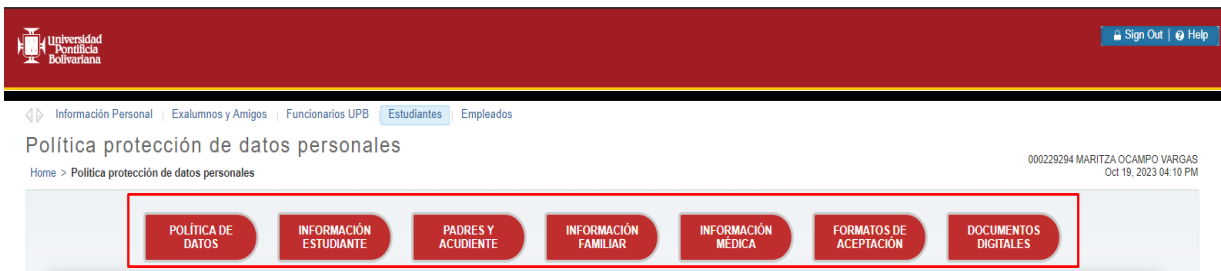 Universidad
Pontificia
Bolivariana
Sign Out | Help
Información Personal | Exalumnos y Amigos | Funcionarios UPB | Estudiantes | Empleados
Política protección de datos personales
000229294 MARITZA OCAMPO VARGAS
Home > Política protección de datos personales
Oct 19, 2023 04:10 PM
POLÍTICA DE
DATOS
INFORMACIÓN
ESTUDIANTE
PADRES Y
ACUDIENTE
INFORMACIÓN
FAMILIAR
INFORMACIÓN
MÉDICA
FORMATOS DE
ACEPTACIÓN
DOCUMENTOS
DIGITALES